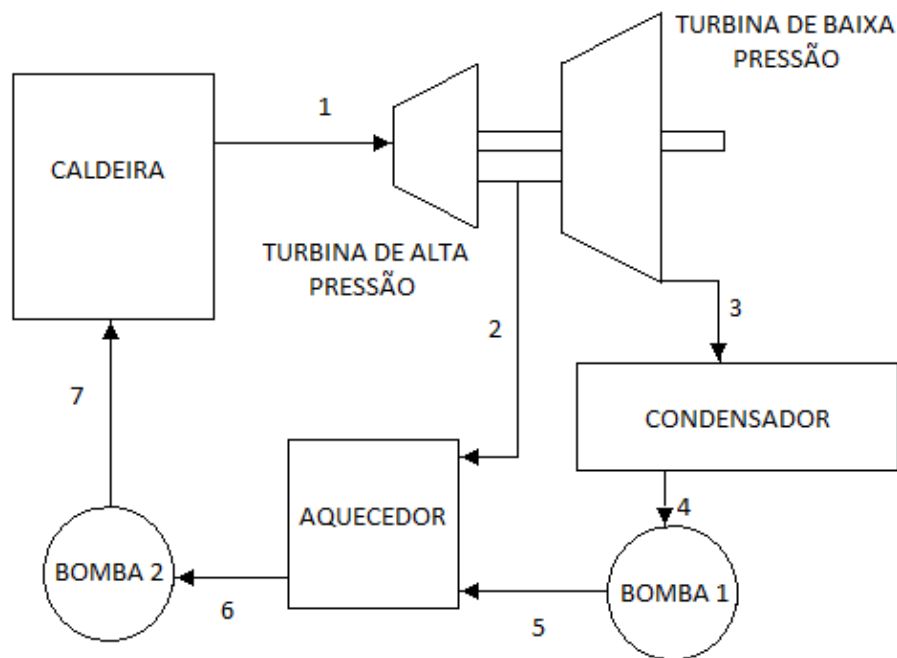 TURBINA DE BAIXA
PRESSÃO
1
CALDEIRA
TURBINA DE ALTA
PRESSÃO
2
3
7
CONDENSADOR
4
AQUECEDOR
BOMBA 2
BOMBA 1
6
5